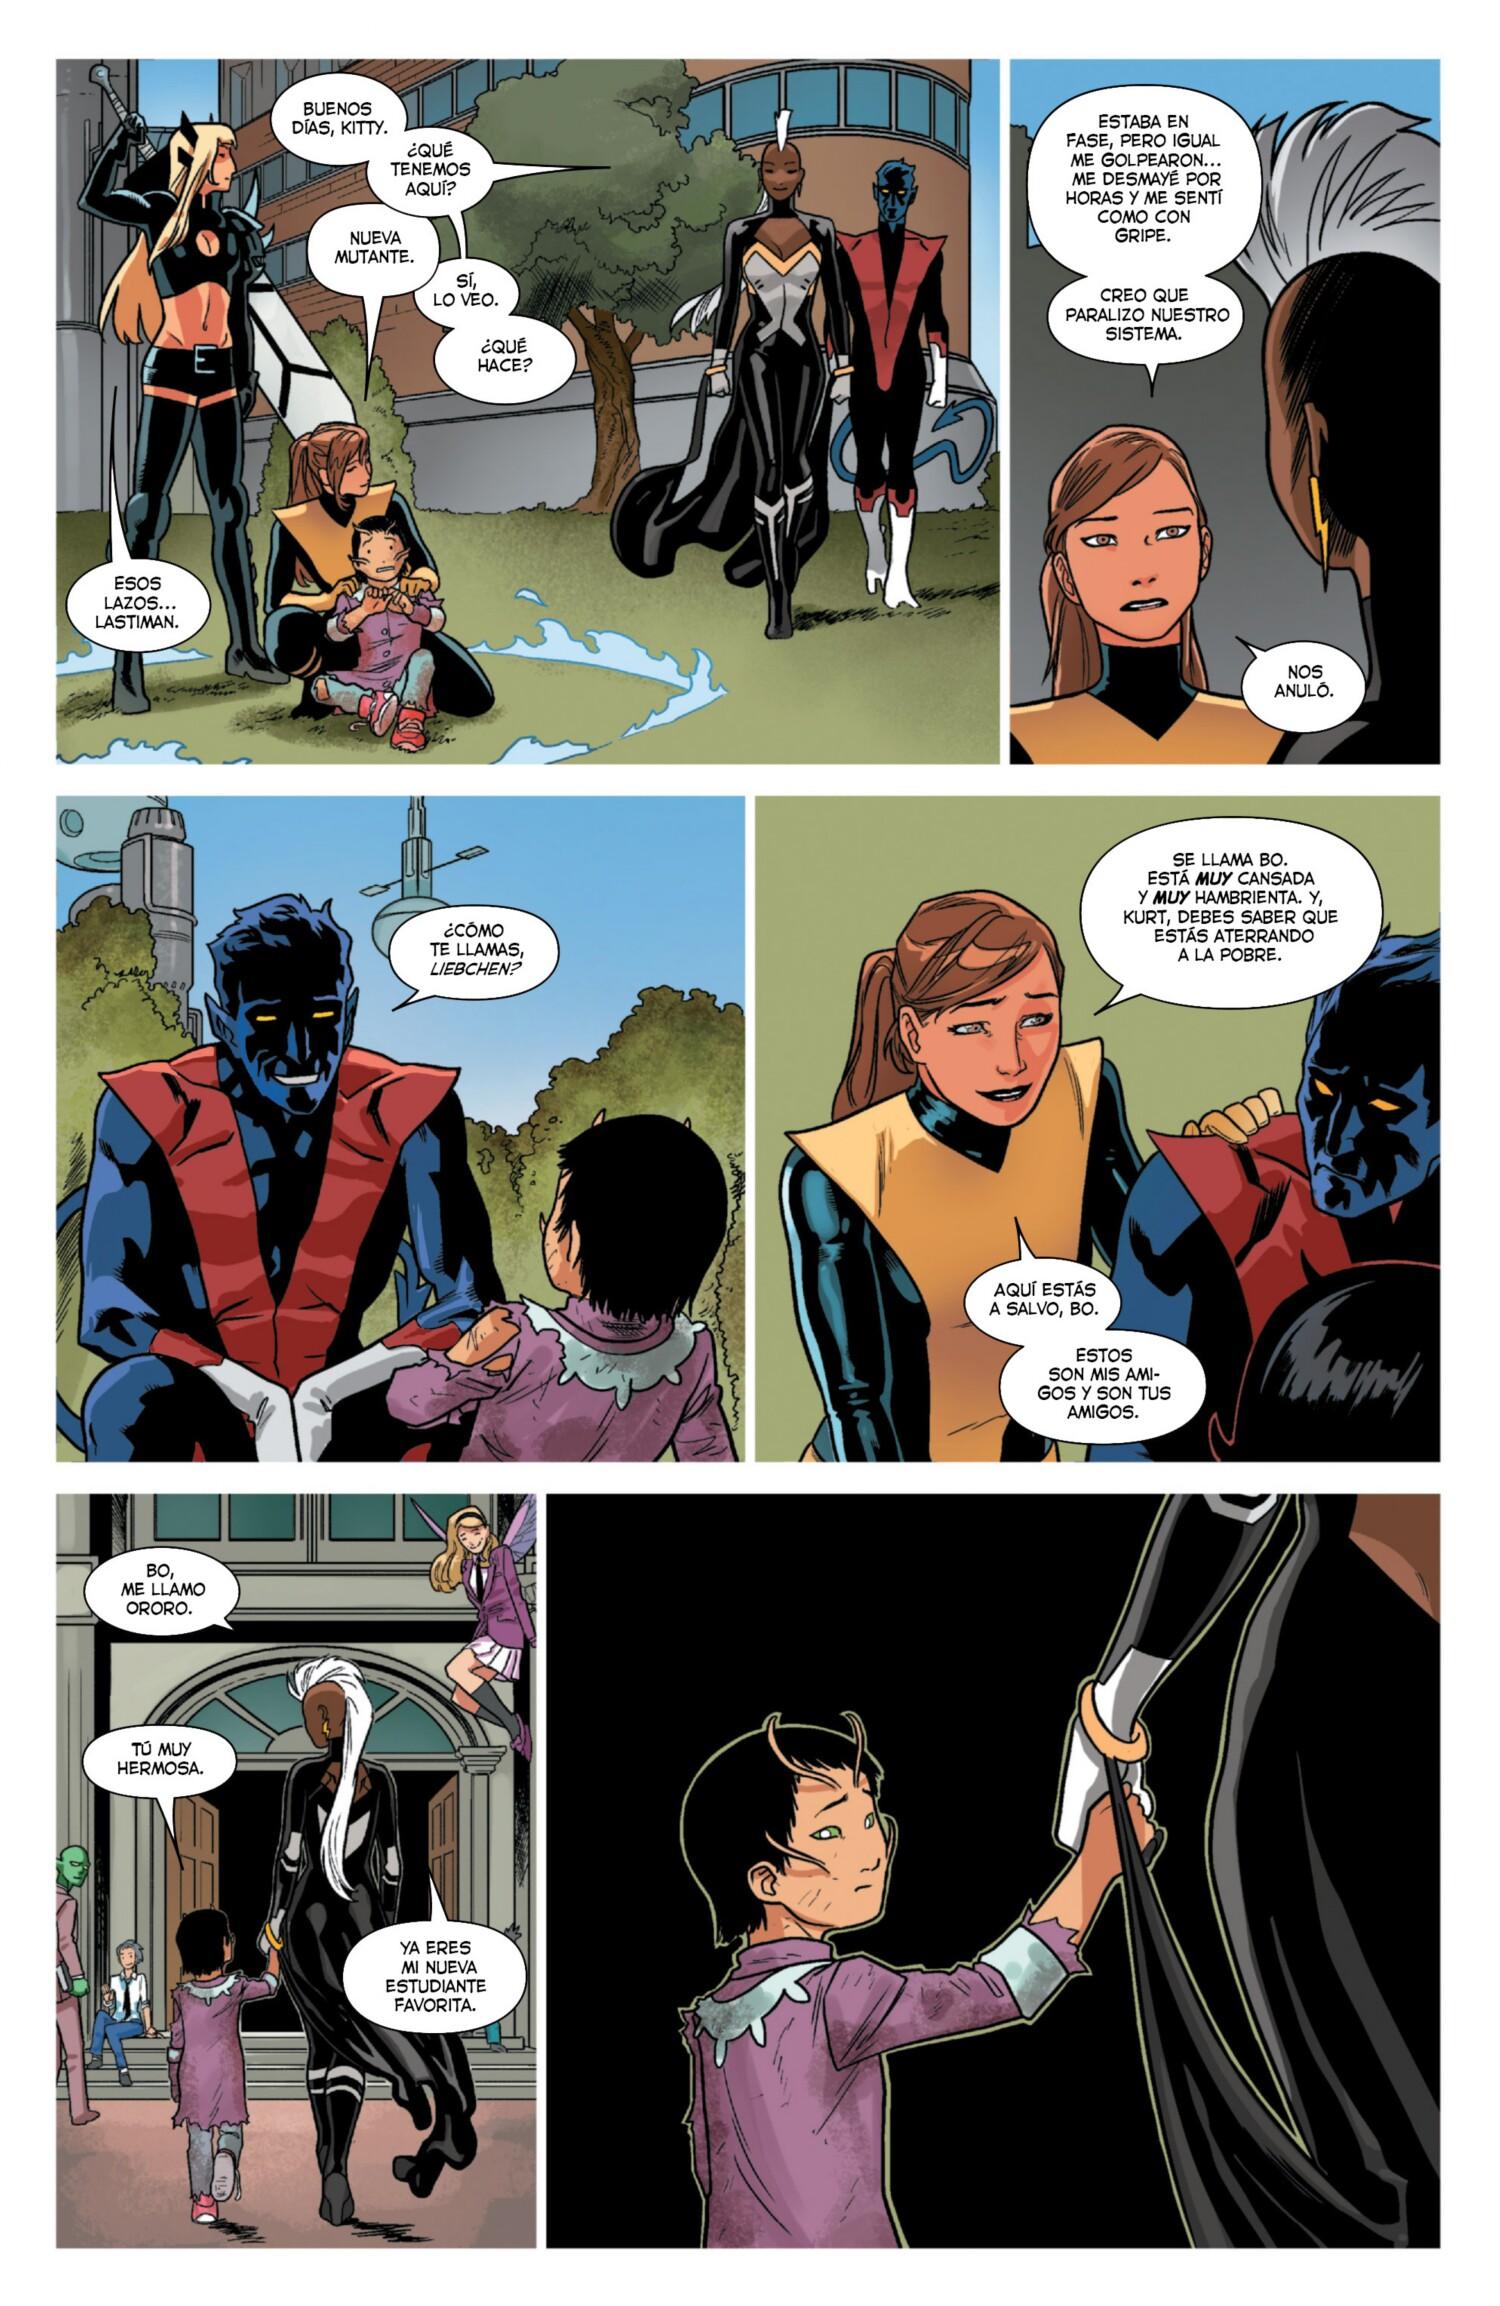 BUENOS
DÍAS, KITTY.
¿QUÉ
TENEMOS
AQUÍ?
NUEVA
MUTANTE.
SÍ,
LO VEO.
¿QUÉ
HACE?
ESOS
LAZOS...
LASTIMAN.
ESTABA EN
FASE, PERO IGUAL
ME GOLPEARON...
ME DESMAYÉ POR
HORAS Y ME SENTÍ
COMO CON
GRIPE.
CREO QUE
PARALIZO NUESTRO
SISTEMA.
NOS
ANULÓ.
¿CÓMO
TE LLAMAS,
LIEBCHEN?
SE LLAMA BO.
ESTÁ MUY CANSADA
Y MUY HAMBRIENTA. Y,
KURT, DEBES SABER QUE
ESTÁS ATERRANDO
A LA POBRE.
AQUÍ ESTÁS
A SALVO, BO.
ESTOS
SON MIS AMI-
GOS Y SON TUS
AMIGOS.
BO,
ME LLAMO
ORORO.
TÚ MUY
HERMOSA.
YA ERES
MI NUEVA
ESTUDIANTE
FAVORITA.